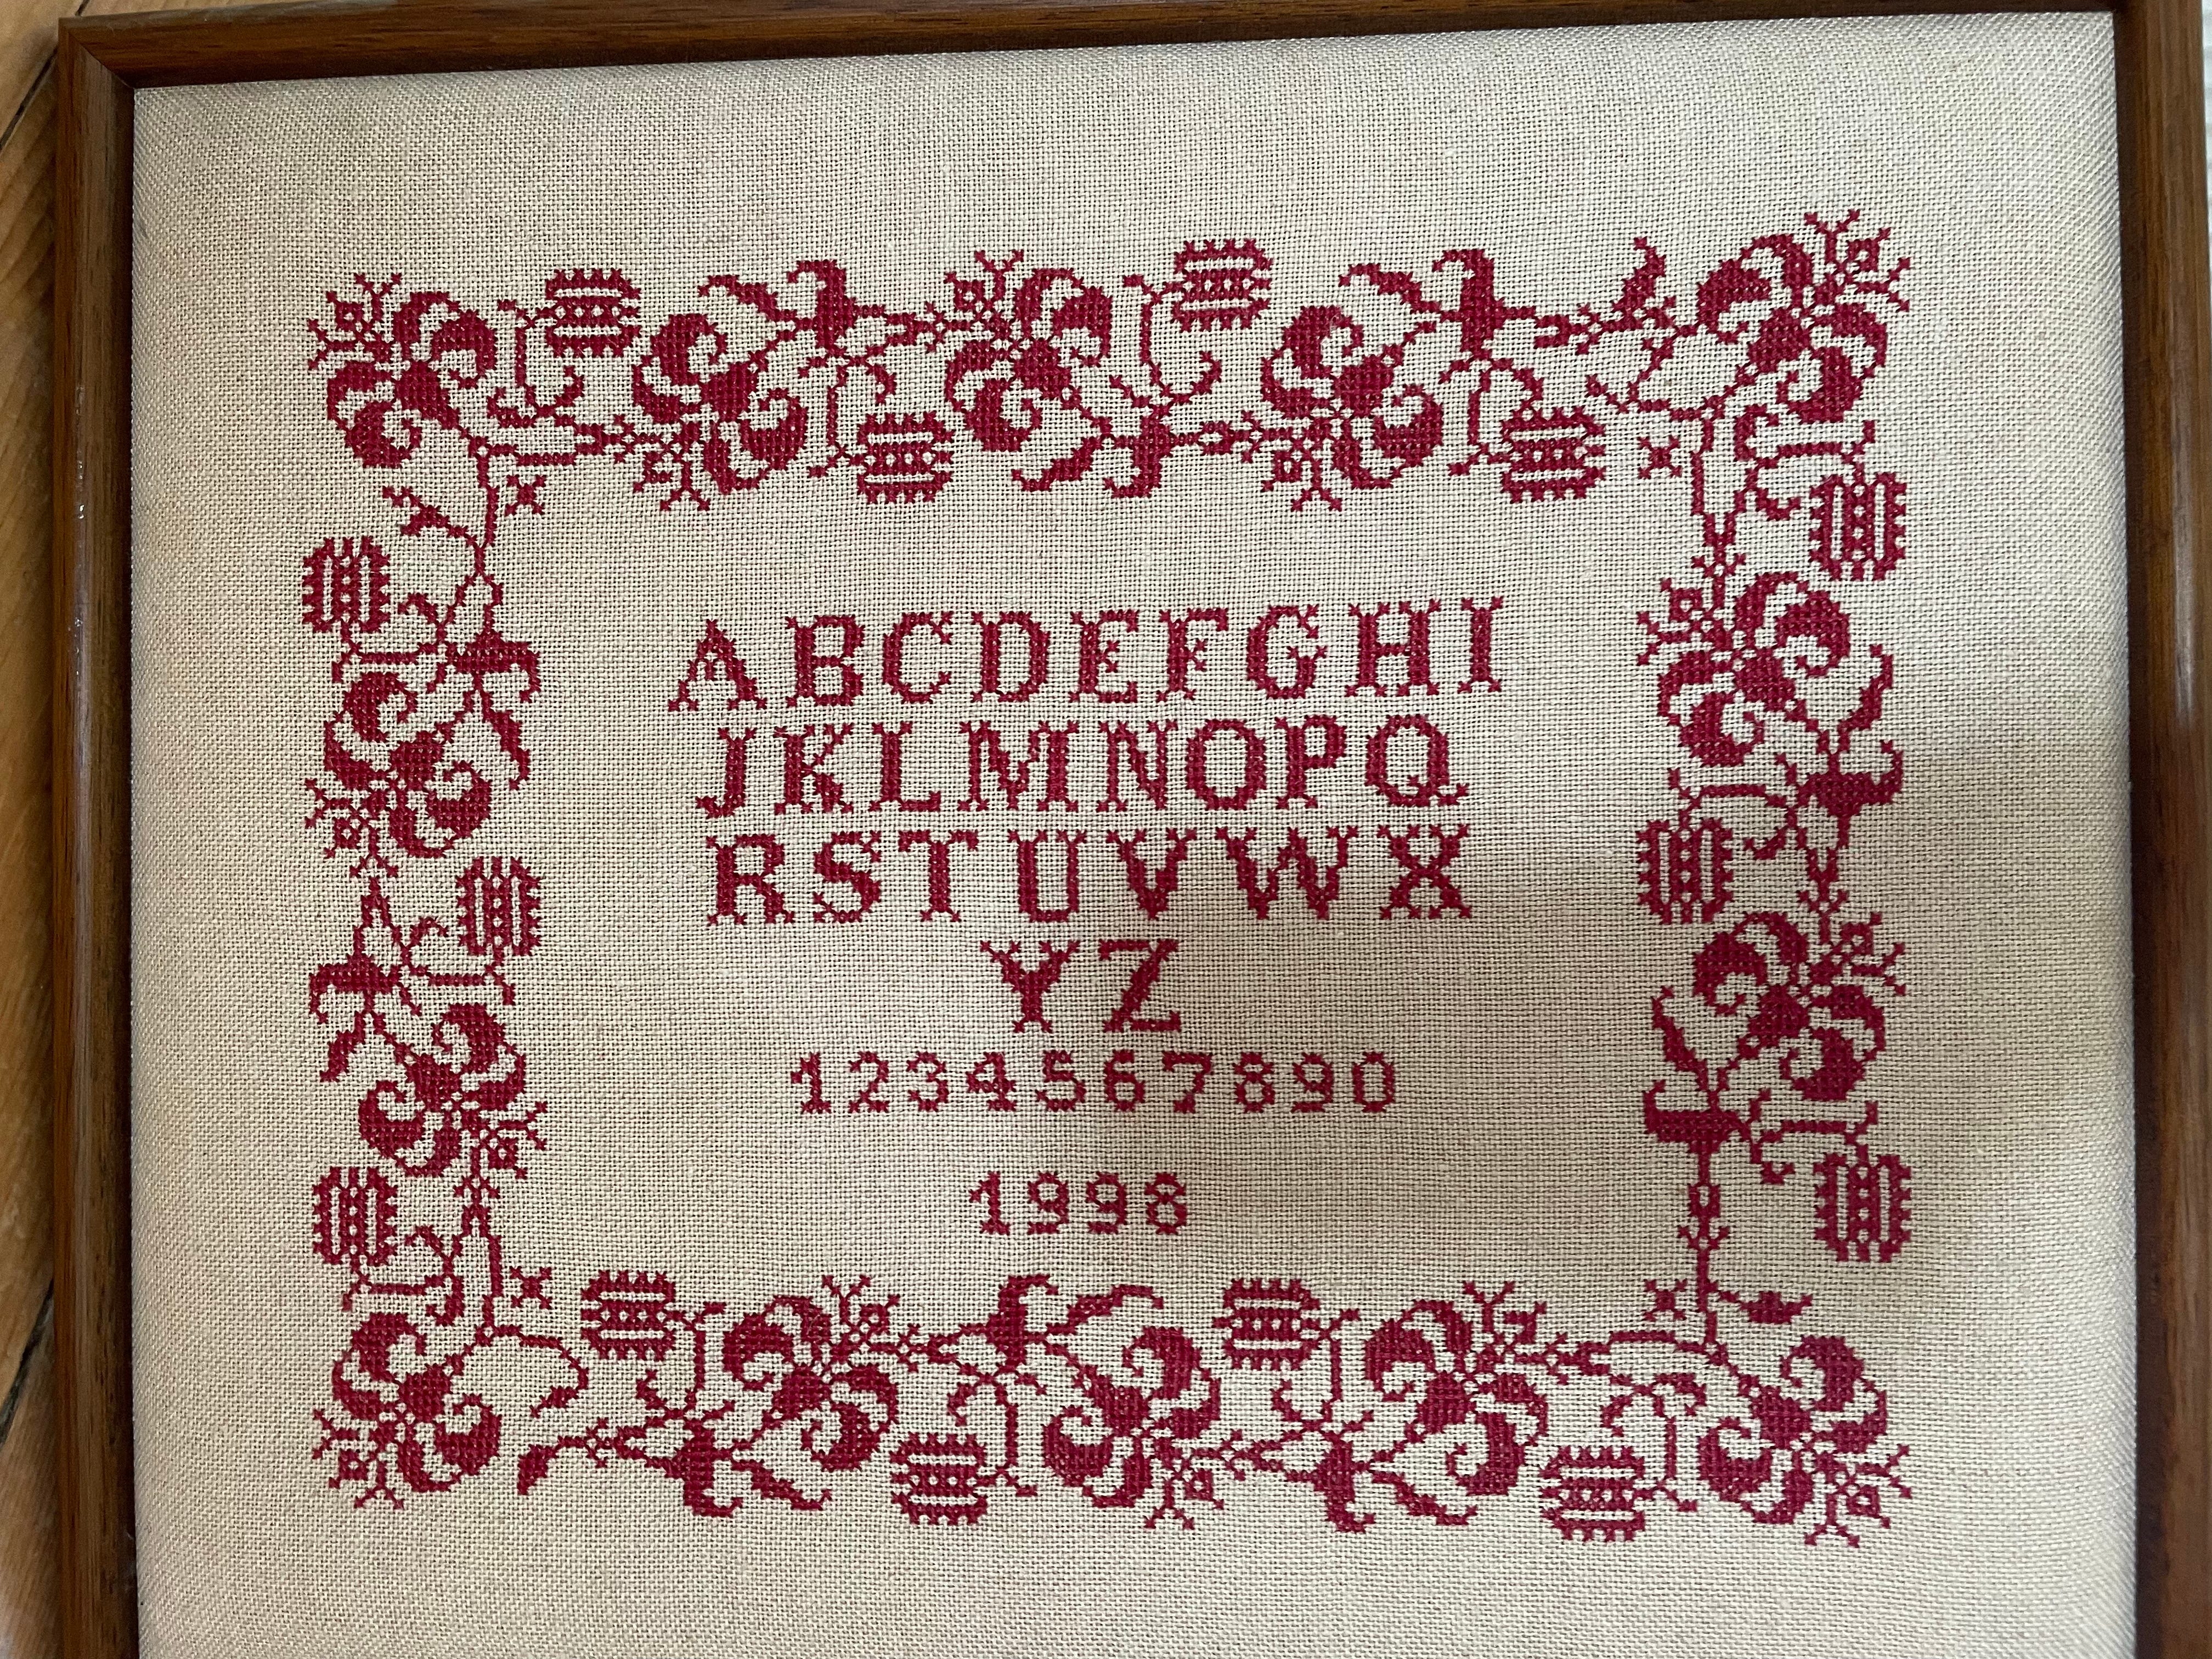 ABCDEFGHI
JKLMNOPQ
RSTUVWX
YZ
1234567890
1998